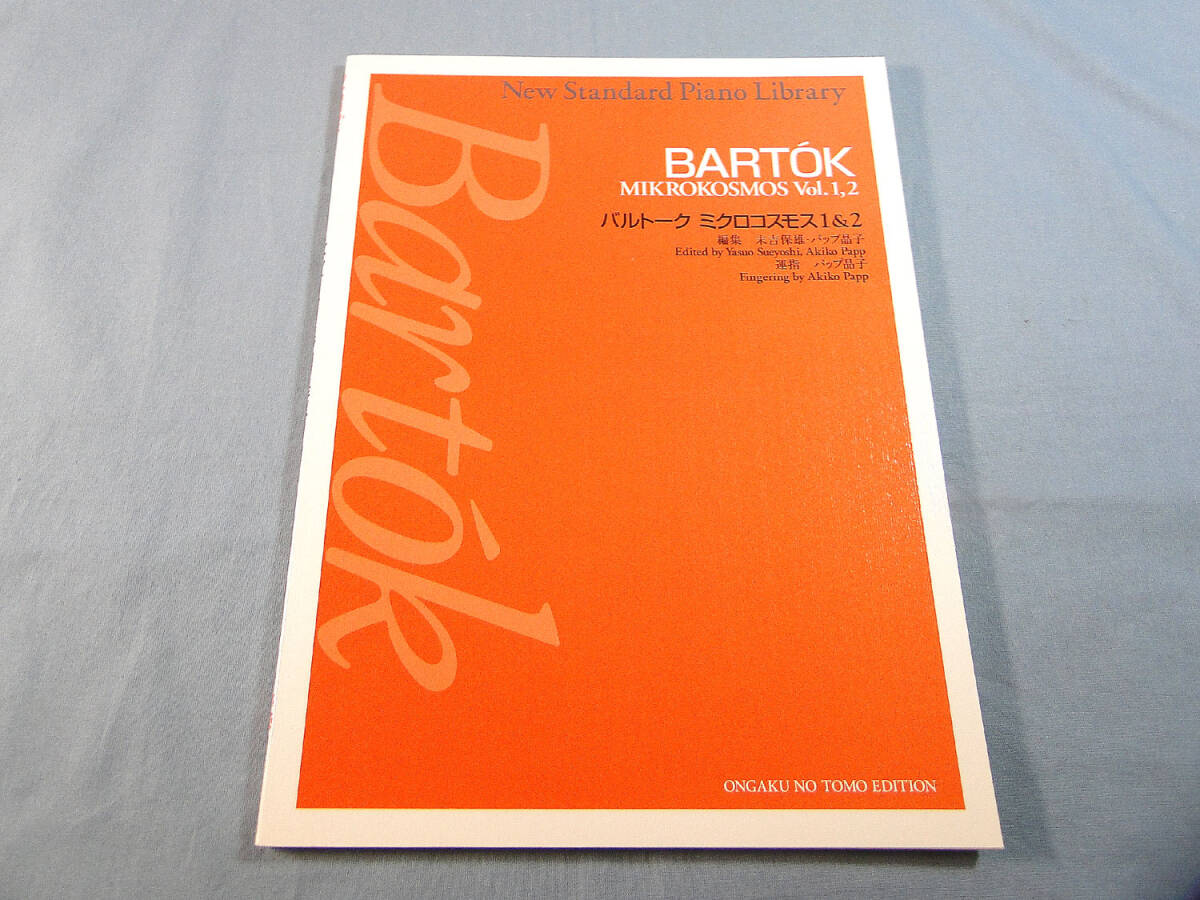 New Standard Piano Library
Bartók
BARTÓK
MIKROKOSMOS Vol. 1, 2
バルトーク ミクロコスモス1&2
編集 末吉保雄・パップ晶子
Edited by Yasuo Sueyoshi, Akiko Papp
運指 パップ晶子
Fingering by Akiko Papp
ONGAKU NO TOMO EDITION